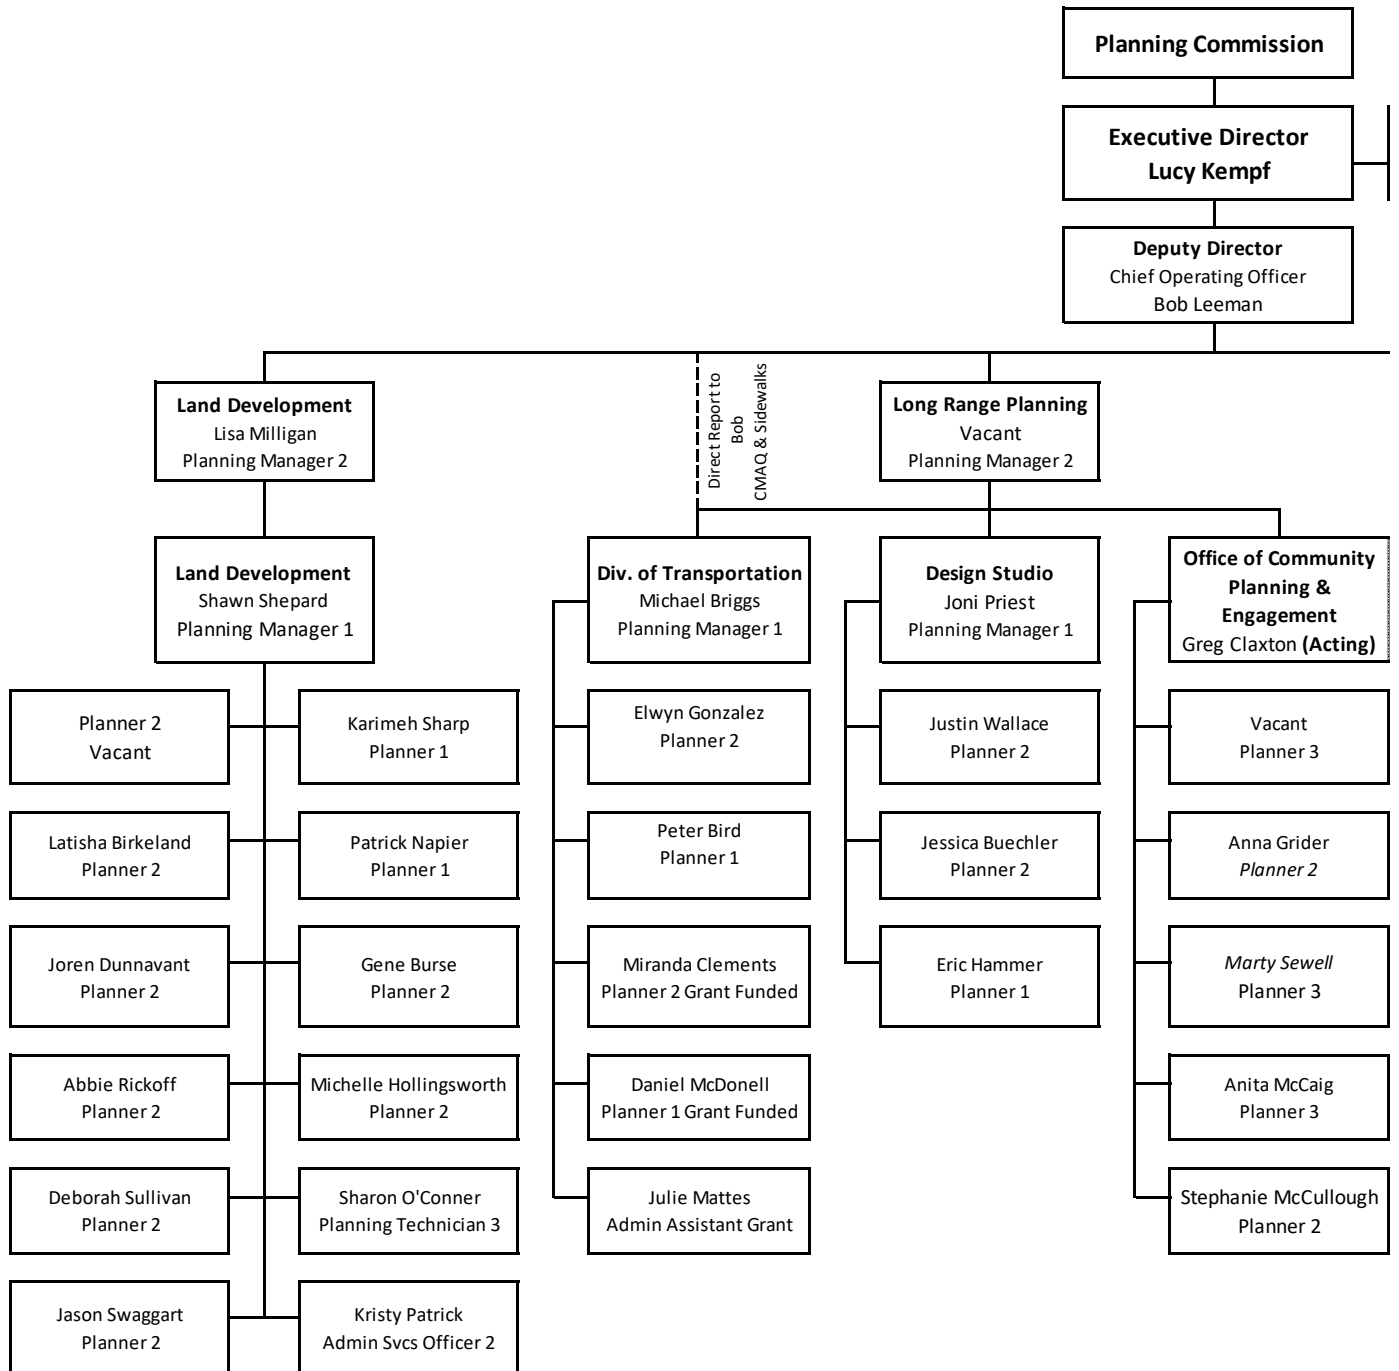 Planning Commission
Executive Director
Lucy Kempf
Deputy Director
Chief Operating Officer
Bob Leeman
Land Development
Lisa Milligan
Planning Manager 2
Direct Report to
Bob
CMAQ & Sidewalks
Long Range Planning
Vacant
Planning Manager 2
Land Development
Shawn Shepard
Planning Manager 1
Div. of Transportation
Michael Briggs
Planning Manager 1
Design Studio
Joni Priest
Planning Manager 1
Office of Community
Planning &
Engagement
Greg Claxton (Acting)
Planner 2
Vacant
Karimeh Sharp
Planner 1
Elwyn Gonzalez
Planner 2
Justin Wallace
Planner 2
Vacant
Planner 3
Latisha Birkeland
Planner 2
Patrick Napier
Planner 1
Peter Bird
Planner 1
Jessica Buechler
Planner 2
Anna Grider
Planner 2
Joren Dunnavant
Planner 2
Gene Burse
Planner 2
Miranda Clements
Planner 2 Grant Funded
Eric Hammer
Planner 1
Marty Sewell
Planner 3
Abbie Rickoff
Planner 2
Michelle Hollingsworth
Planner 2
Daniel McDonell
Planner 1 Grant Funded
Anita McCaig
Planner 3
Deborah Sullivan
Planner 2
Sharon O'Conner
Planning Technician 3
Julie Mattes
Admin Assistant Grant
Stephanie McCullough
Planner 2
Jason Swaggart
Planner 2
Kristy Patrick
Admin Svcs Officer 2